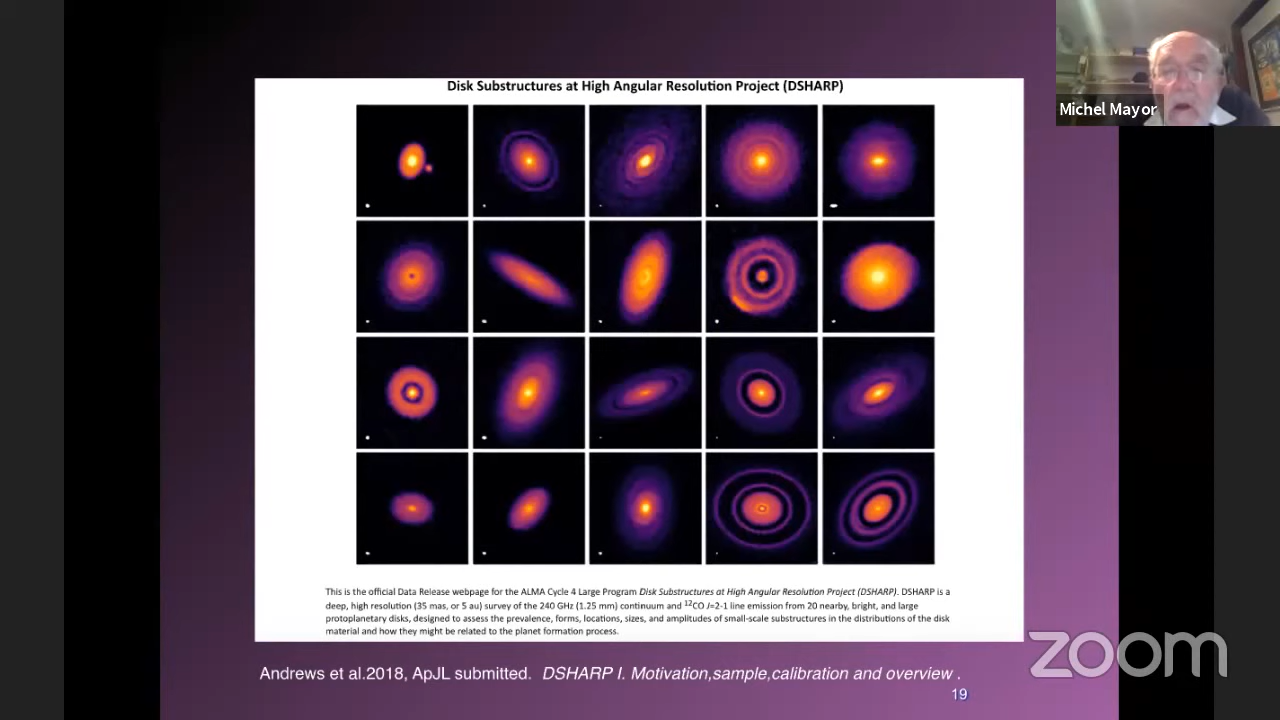 Disk Substructures at High Angular Resolution Project (DSHARP)
Michel Mayor
This is the official Data Release webpage for the ALMA Cycle 4 Large Program Disk Substructures at High Angular Resolution Project (DSHARP). DSHARP is a
deep, high resolution (35 mas, or 5 au) survey of the 240 GHz (1.25 mm) continuum and ¹²CO J=2-1 line emission from 20 nearby, bright, and large
protoplanetary disks, designed to assess the prevalence, forms, locations, sizes, and amplitudes of small-scale substructures in the distributions of the disk
material and how they might be related to the planet formation process.
Andrews et al.2018, ApJL submitted. DSHARP I. Motivation,sample,calibration and overview .
19
zoom